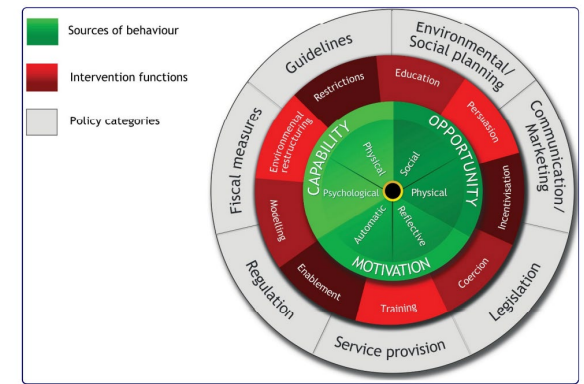 Sources of behaviour
Intervention functions
Policy categories
Guidelines
Environmental/
Social planning
Communication/
Marketing
Legislation
Service provision
Regulation
Fiscal measures
Restrictions
Education
Persuasion
Incentivisation
Coercion
Training
Enablement
Modelling
Environmental
restructuring
CAPABILITY
OPPORTUNITY
MOTIVATION
Physical
Social
Physical
Reflective
Automatic
Psychological